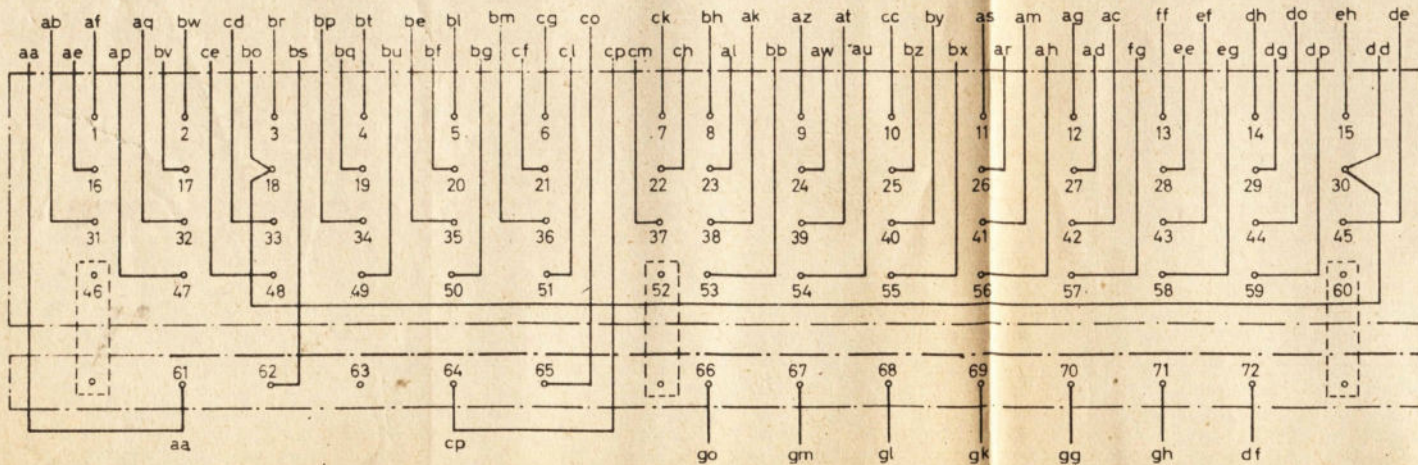 ab af aq bw cd br bp bt be bl bm cg co ck bh ak az at cc by as am ag ac ff ef dh do eh de
aa ae ap bv ce bo bs bq bu bf bg cf cl cp cm ch al bb aw au bz bx ar ah ad fg ee eg dg dp dd
1 2 3 4 5 6 7 8 9 10 11 12 13 14 15
16 17 18 19 20 21 22 23 24 25 26 27 28 29 30
31 32 33 34 35 36 37 38 39 40 41 42 43 44 45
46 47 48 49 50 51 52 53 54 55 56 57 58 59 60
61 62 63 64 65 66 67 68 69 70 71 72
aa cp go gm gl gk gg gh df